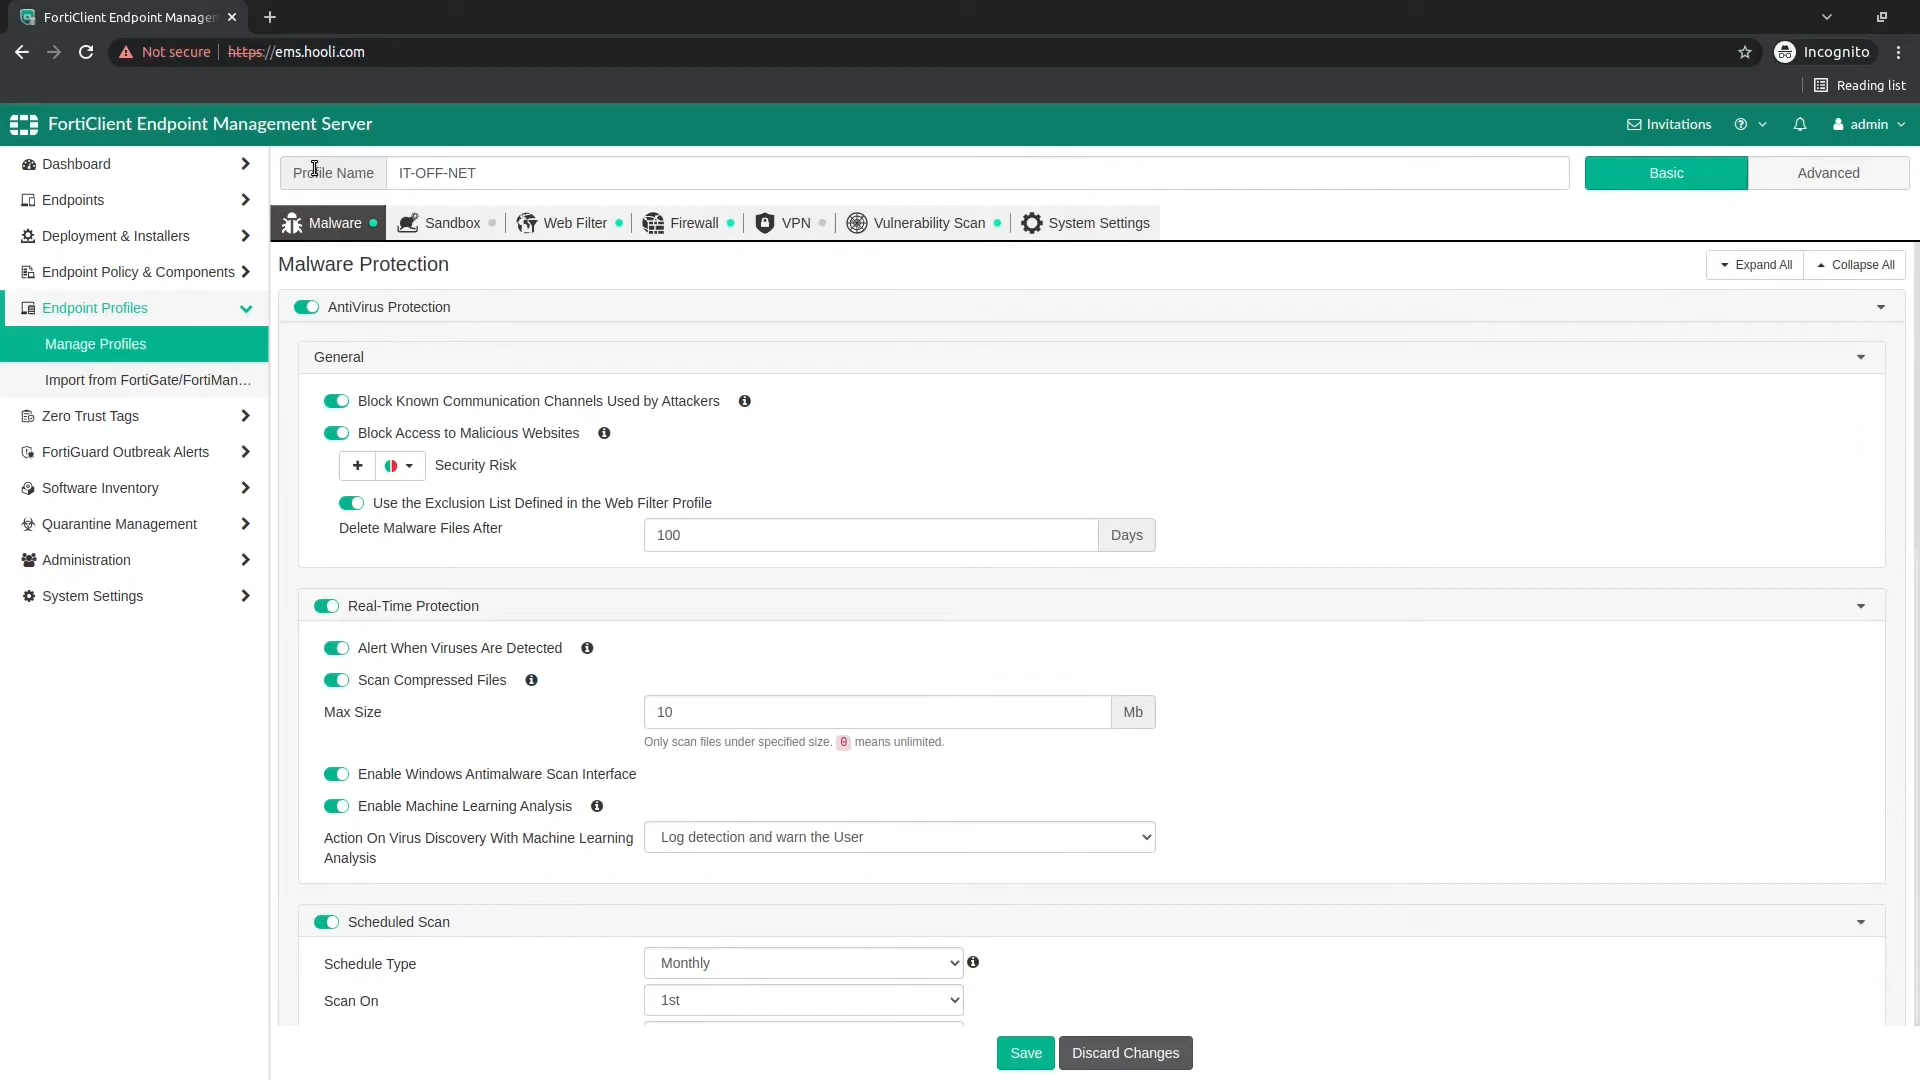 FortiClient Endpoint Managen
Not secure
https://ems.hooli.com
Incognito
Reading list
FortiClient Endpoint Management Server
Invitations
admin
Dashboard
Endpoints
Deployment & Installers
Endpoint Policy & Components
Endpoint Profiles
Manage Profiles
Import from FortiGate/FortiMan...
Zero Trust Tags
FortiGuard Outbreak Alerts
Software Inventory
Quarantine Management
Administration
System Settings
Profile Name
IT-OFF-NET
Basic
Advanced
Malware
Sandbox
Web Filter
Firewall
VPN
Vulnerability Scan
System Settings
Malware Protection
Expand All
Collapse All
AntiVirus Protection
General
Block Known Communication Channels Used by Attackers
Block Access to Malicious Websites
Security Risk
Use the Exclusion List Defined in the Web Filter Profile
Delete Malware Files After
100
Days
Real-Time Protection
Alert When Viruses Are Detected
Scan Compressed Files
Max Size
10
Mb
Only scan files under specified size. 0 means unlimited.
Enable Windows Antimalware Scan Interface
Enable Machine Learning Analysis
Action On Virus Discovery With Machine Learning
Analysis
Log detection and warn the User
Scheduled Scan
Schedule Type
Monthly
Scan On
1st
Save
Discard Changes